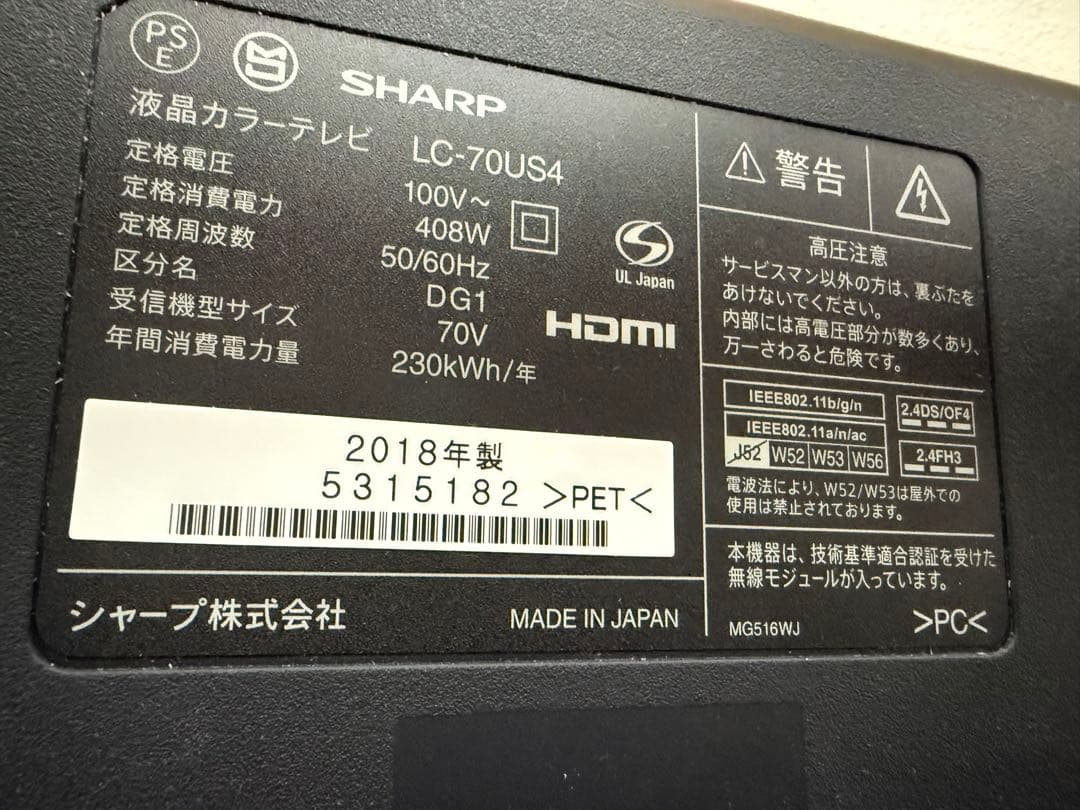 PSE
SHARP
液晶カラーテレビ LC-70US4
定格電圧 100V~
定格消費電力 408W
定格周波数 50/60Hz
区分名 DG1
受信機型サイズ 70V
年間消費電力量 230kWh/年
UL Japan
HDMI
2018年製
5315182 >PET<
シャープ株式会社 MADE IN JAPAN
警告
高圧注意
サービスマン以外の方は、裏ぶたを
あけないでください。
内部には高電圧部分が数多くあり、
万一さわると危険です。
IEEE802.11b/g/n
IEEE802.11a/n/ac
J52 W52 W53 W56
2.4DS/OF4
2.4FH3
電波法により、W52/W53は屋外での
使用は禁止されております。
本機器は、技術基準適合認証を受けた
無線モジュールが入っています。
MG516WJ >PC<